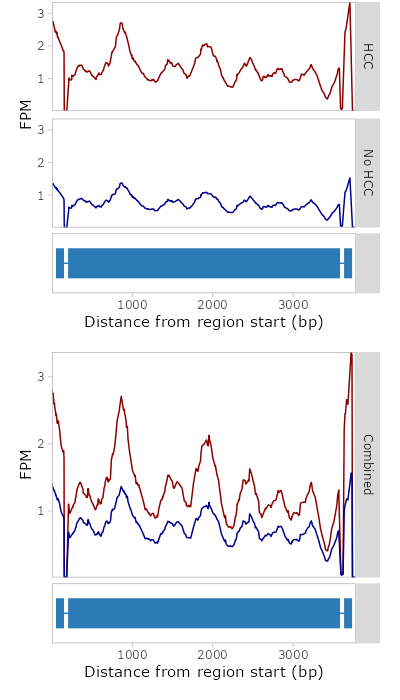 3
2
1
HCC
FPM
3
2
1
No HCC
1000 2000 3000
Distance from region start (bp)
3
2
1
FPM
Combined
1000 2000 3000
Distance from region start (bp)